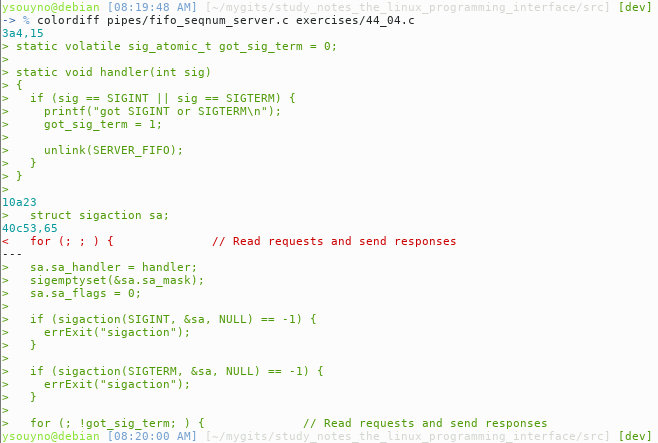 ysouyno@debian [08:19:48 AM] [~/mygits/study_notes_the_linux_programming_interface/src] [dev]
-> % colordiff pipes/fifo_seqnum_server.c exercises/44_04.c
3a4,15
> static volatile sig_atomic_t got_sig_term = 0;
>
> static void handler(int sig)
> {
>   if (sig == SIGINT || sig == SIGTERM) {
>     printf("got SIGINT or SIGTERM\n");
>     got_sig_term = 1;
>
>     unlink(SERVER_FIFO);
>   }
> }
>
10a23
>   struct sigaction sa;
40c53,65
<   for (; ; ) {             // Read requests and send responses
---
>   sa.sa_handler = handler;
>   sigemptyset(&sa.sa_mask);
>   sa.sa_flags = 0;
>
>   if (sigaction(SIGINT, &sa, NULL) == -1) {
>     errExit("sigaction");
>   }
>
>   if (sigaction(SIGTERM, &sa, NULL) == -1) {
>     errExit("sigaction");
>   }
>
>   for (; !got_sig_term; ) {             // Read requests and send responses
ysouyno@debian [08:20:00 AM] [~/mygits/study_notes_the_linux_programming_interface/src] [dev]